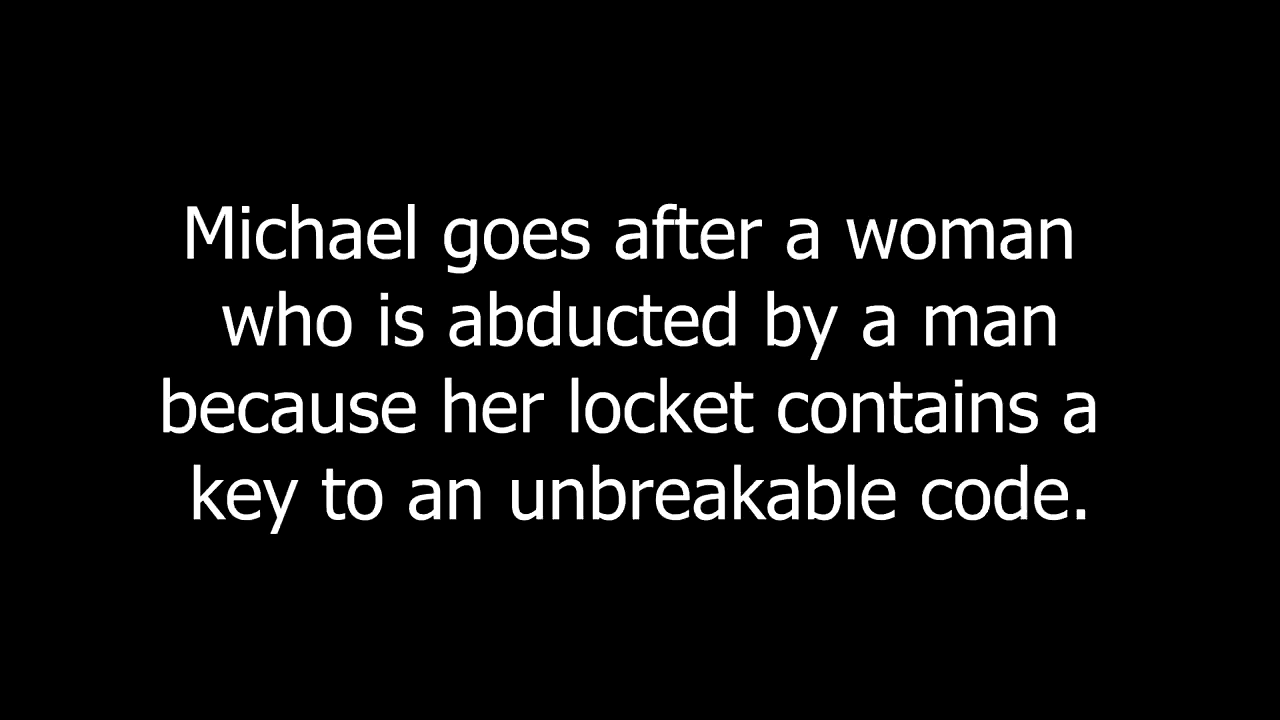 Michael goes after a woman
who is abducted by a man
because her locket contains a
key to an unbreakable code.